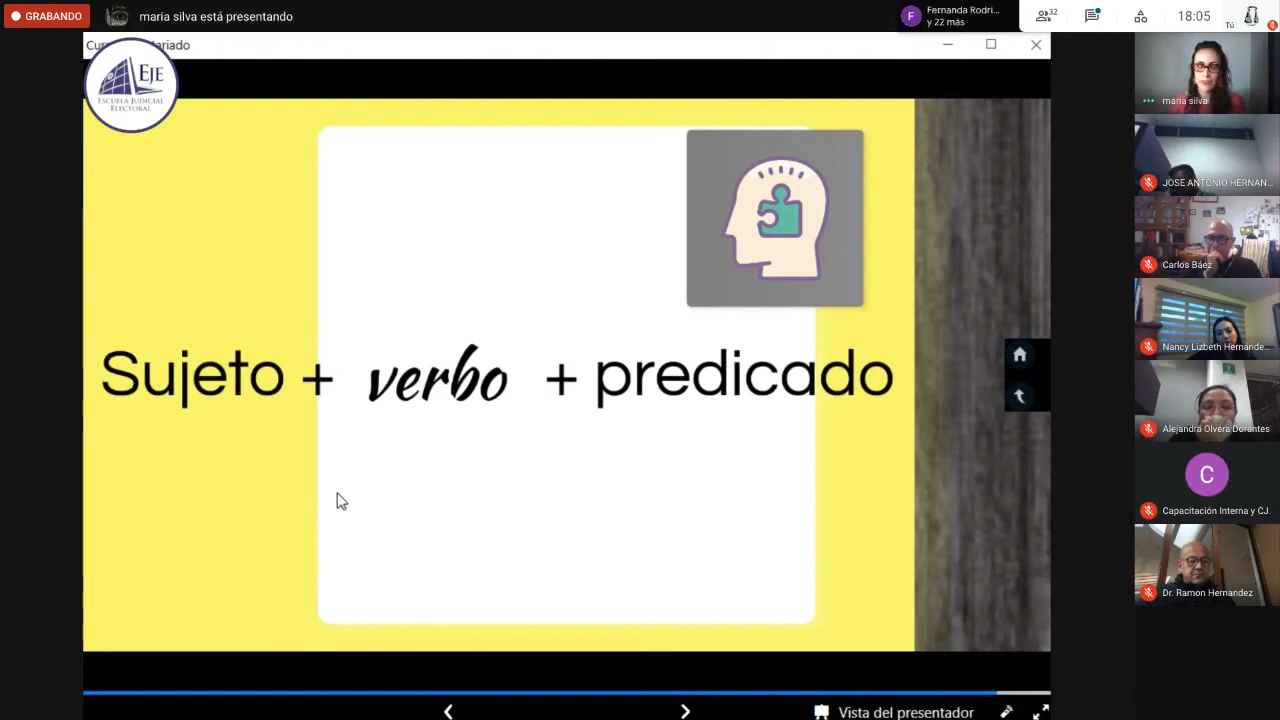 GRABANDO
maria silva está presentando
Fernanda Rodri...
y 22 más
32
18:05
Tú
F
EJE
ESCUELA JUDICIAL
ELECTORAL
Sujeto + verbo + predicado
maria silva
JOSE ANTONIO HERNAN...
Carlos Báez
Nancy Lizbeth Hernánde...
Alejandra Olvera Dorantes
C
Capacitación Interna y CJ
Dr. Ramon Hernandez
Vista del presentador